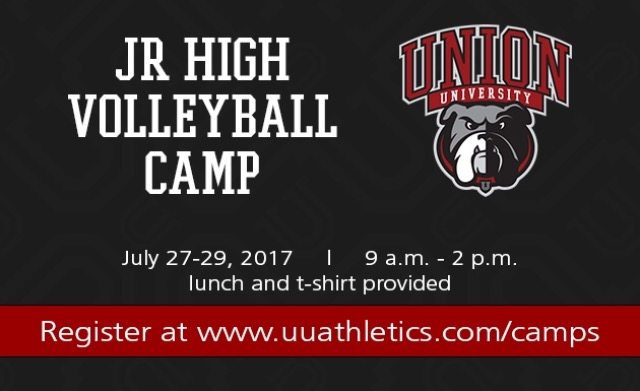 JR HIGH
VOLLEYBALL
CAMP
UNION
UNIVERSITY
July 27-29, 2017 | 9 a.m. - 2 p.m.
lunch and t-shirt provided
Register at www.uuathletics.com/camps